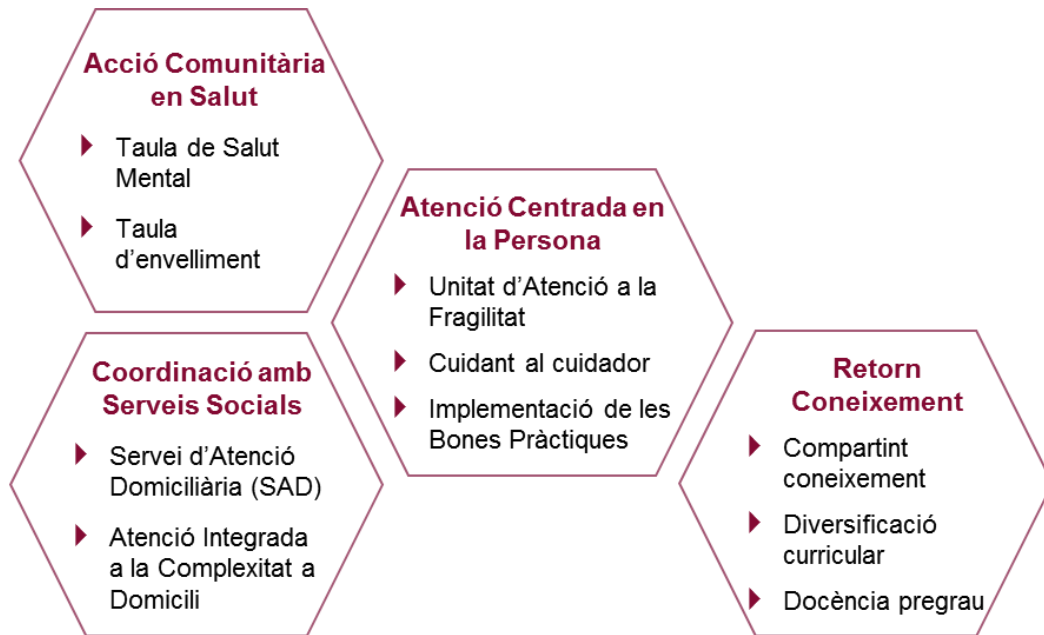 Acció Comunitària
en Salut
Taula de Salut
Mental
Taula
d’envelliment
Atenció Centrada en
la Persona
Unitat d’Atenció a la
Fragilitat
Cuidant al cuidador
Implementació de les
Bones Pràctiques
Coordinació amb
Serveis Socials
Servei d’Atenció
Domiciliària (SAD)
Atenció Integrada
a la Complexitat a
Domicili
Retorn
Coneixement
Compartint
coneixement
Diversificació
curricular
Docència pregrau